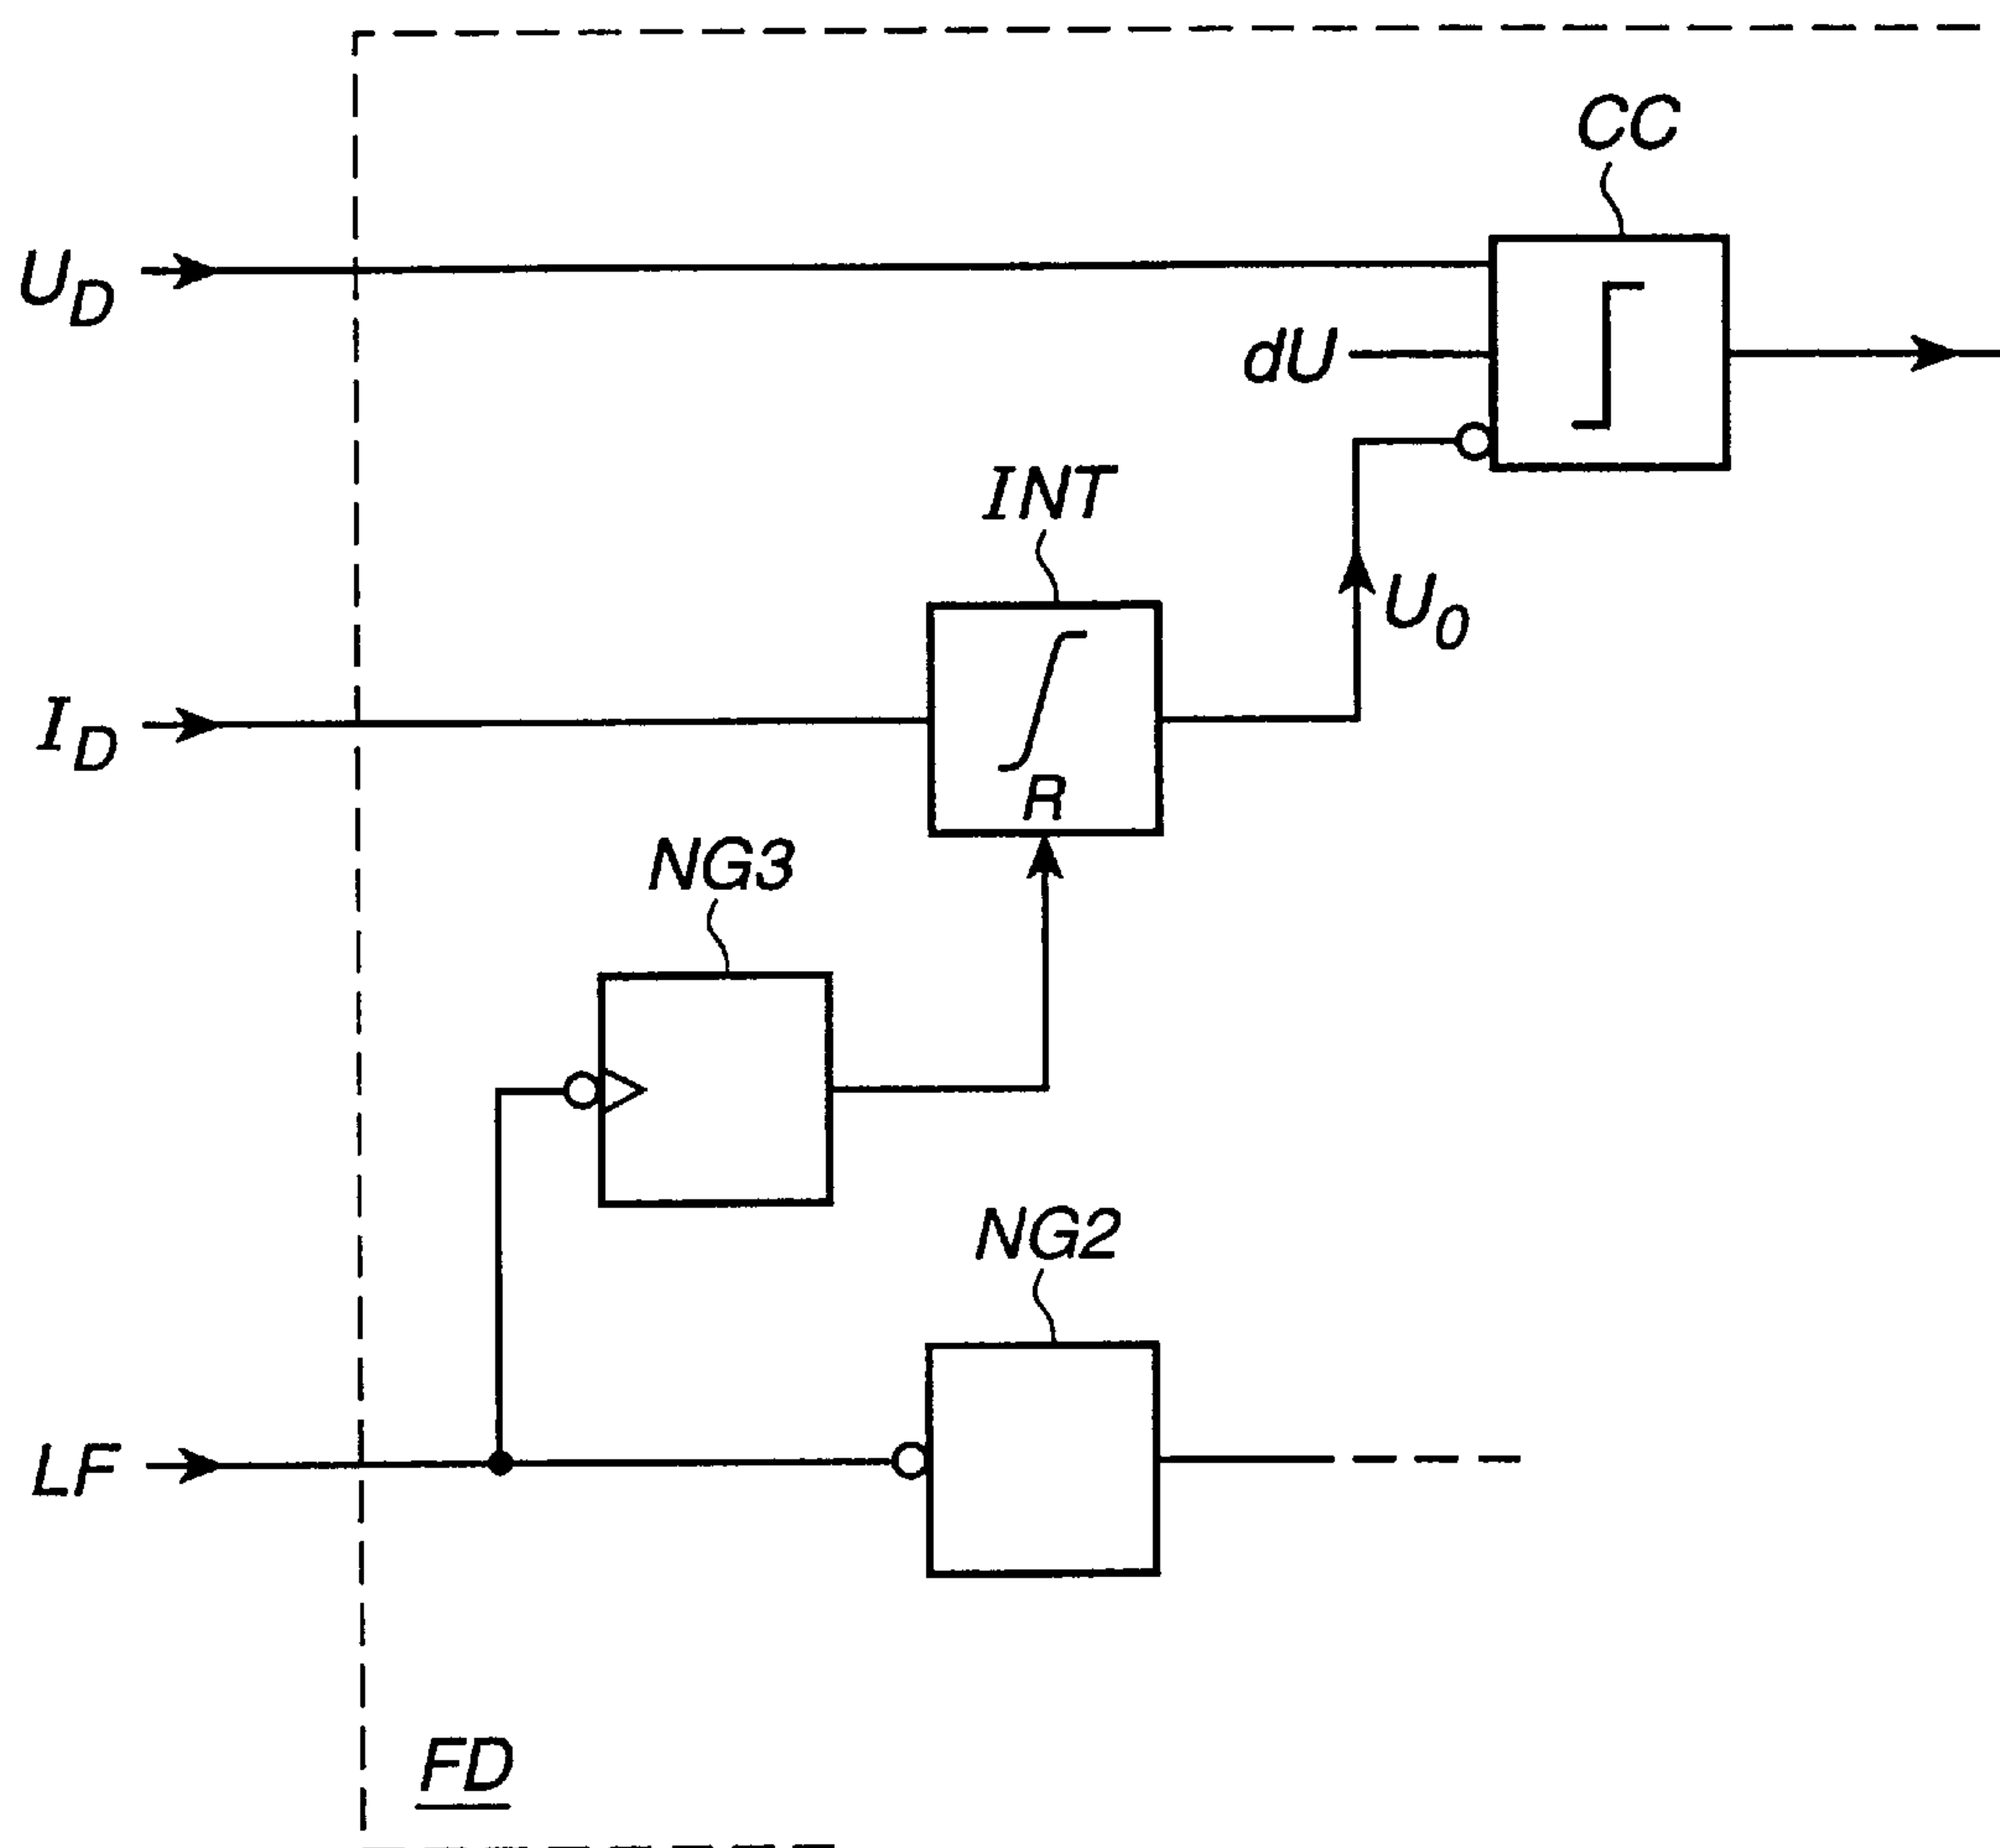 CC
U_D
dU
INT
U_0
I_D
R
NG3
NG2
LF
FD